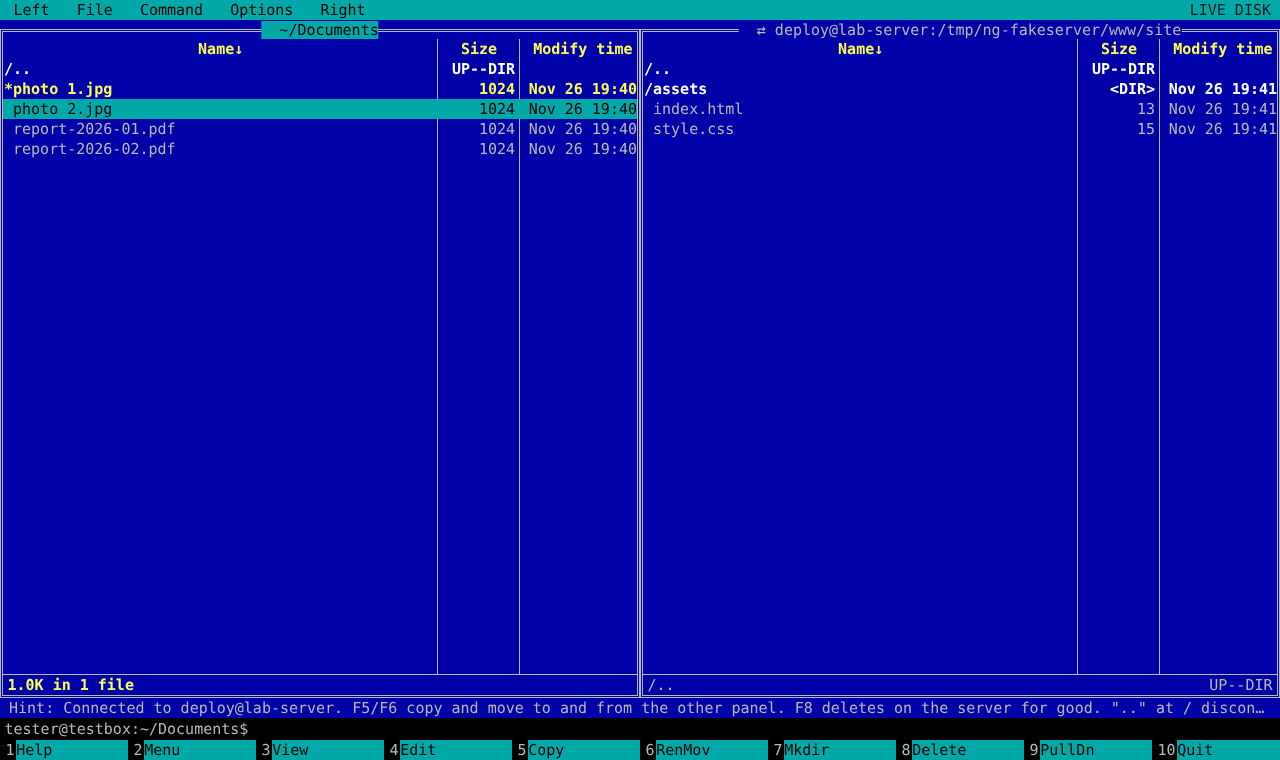 Left File Command Options Right LIVE DISK
~/Documents ⇄ deploy@lab-server:/tmp/ng-fakeserver/www/site
Name↓ Size Modify time Name↓ Size Modify time
/.. UP--DIR /.. UP--DIR
*photo 1.jpg 1024 Nov 26 19:40 /assets <DIR> Nov 26 19:41
photo 2.jpg 1024 Nov 26 19:40 index.html 13 Nov 26 19:41
report-2026-01.pdf 1024 Nov 26 19:40 style.css 15 Nov 26 19:41
report-2026-02.pdf 1024 Nov 26 19:40
1.0K in 1 file /.. UP--DIR
Hint: Connected to deploy@lab-server. F5/F6 copy and move to and from the other panel. F8 deletes on the server for good. ".." at / discon…
tester@testbox:~/Documents$
1Help 2Menu 3View 4Edit 5Copy 6RenMov 7Mkdir 8Delete 9PullDn 10Quit